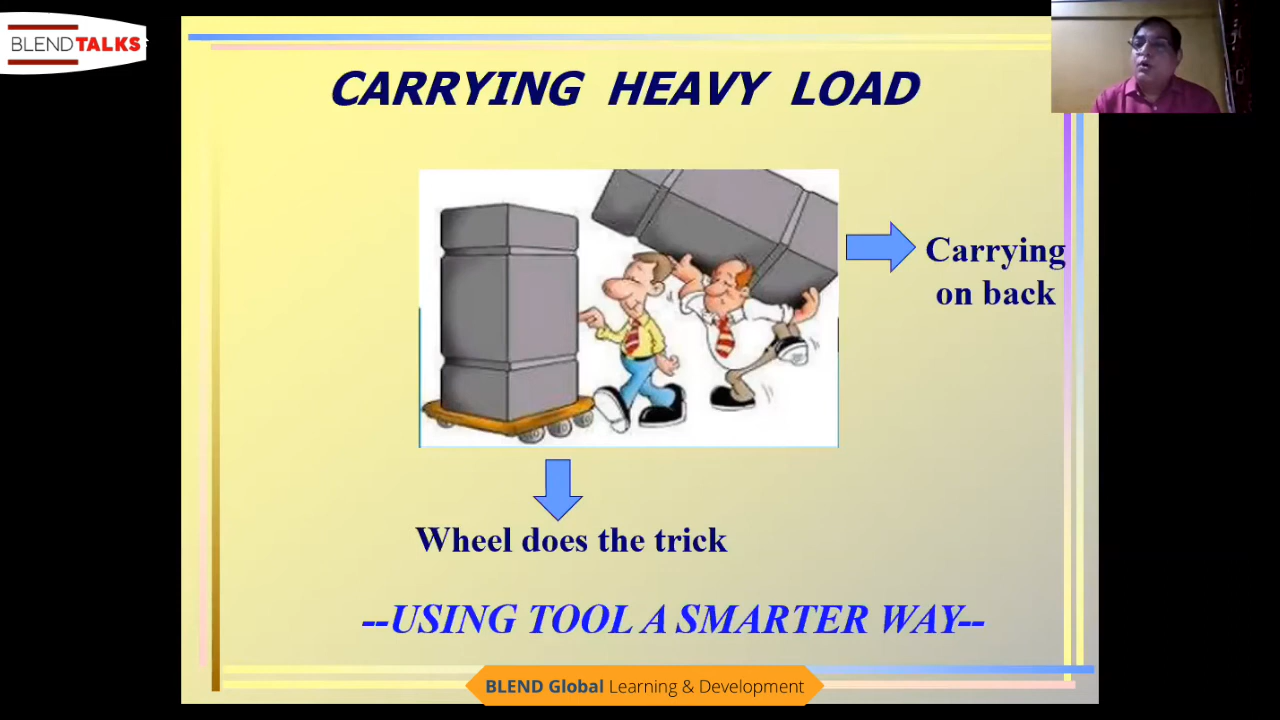 BLENDTALKS
CARRYING HEAVY LOAD
Carrying
on back
Wheel does the trick
--USING TOOL A SMARTER WAY--
BLEND Global Learning & Development